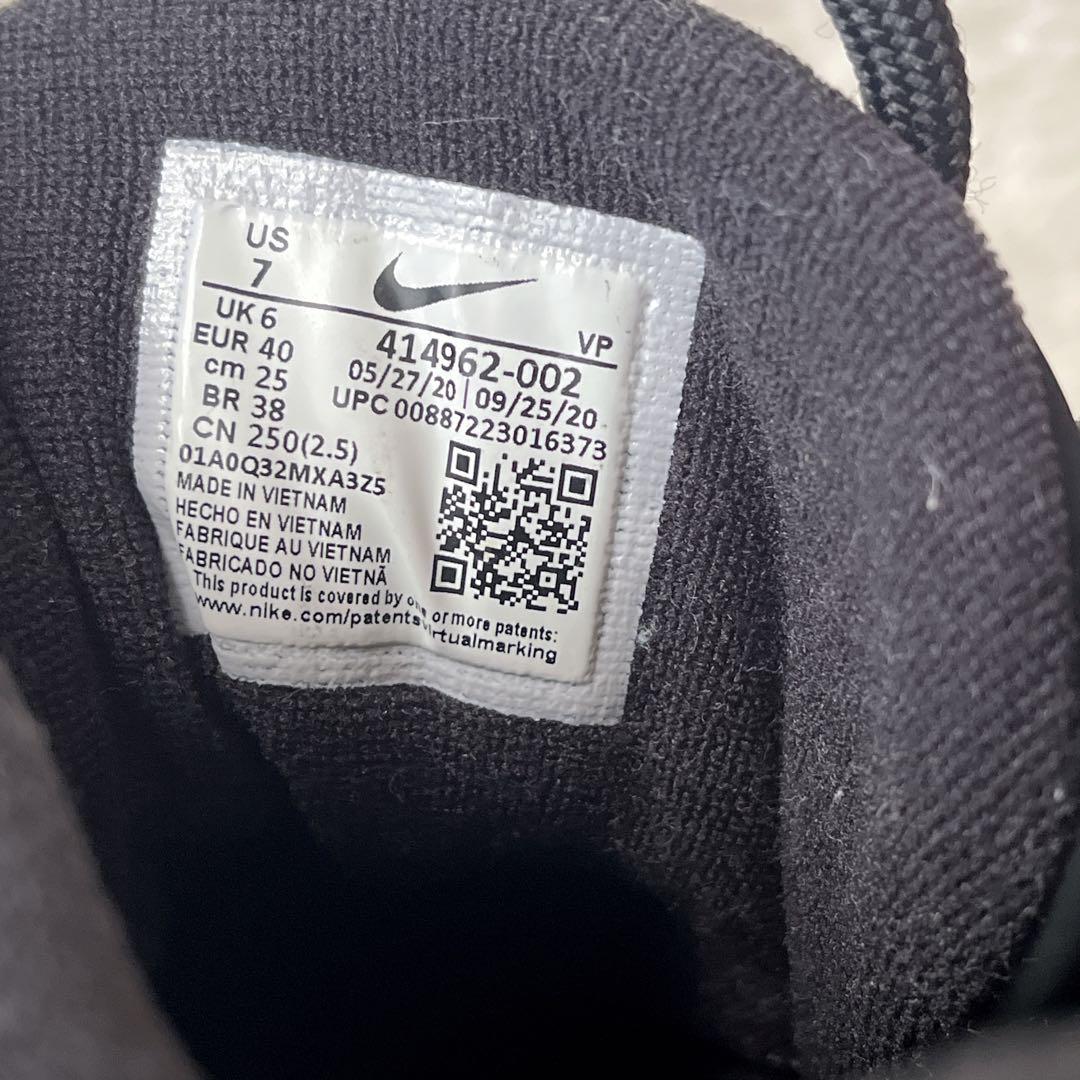 US
7
UK 6
EUR 40
cm 25
BR 38
CN 250(2.5)
01A0Q32MXA3Z5
VP
414962-002
05/27/20 | 09/25/20
UPC 00887223016373
MADE IN VIETNAM
HECHO EN VIETNAM
FABRIQUE AU VIETNAM
FABRICADO NO VIETNÃ
This product is covered by one or more patents:
www.nike.com/patents